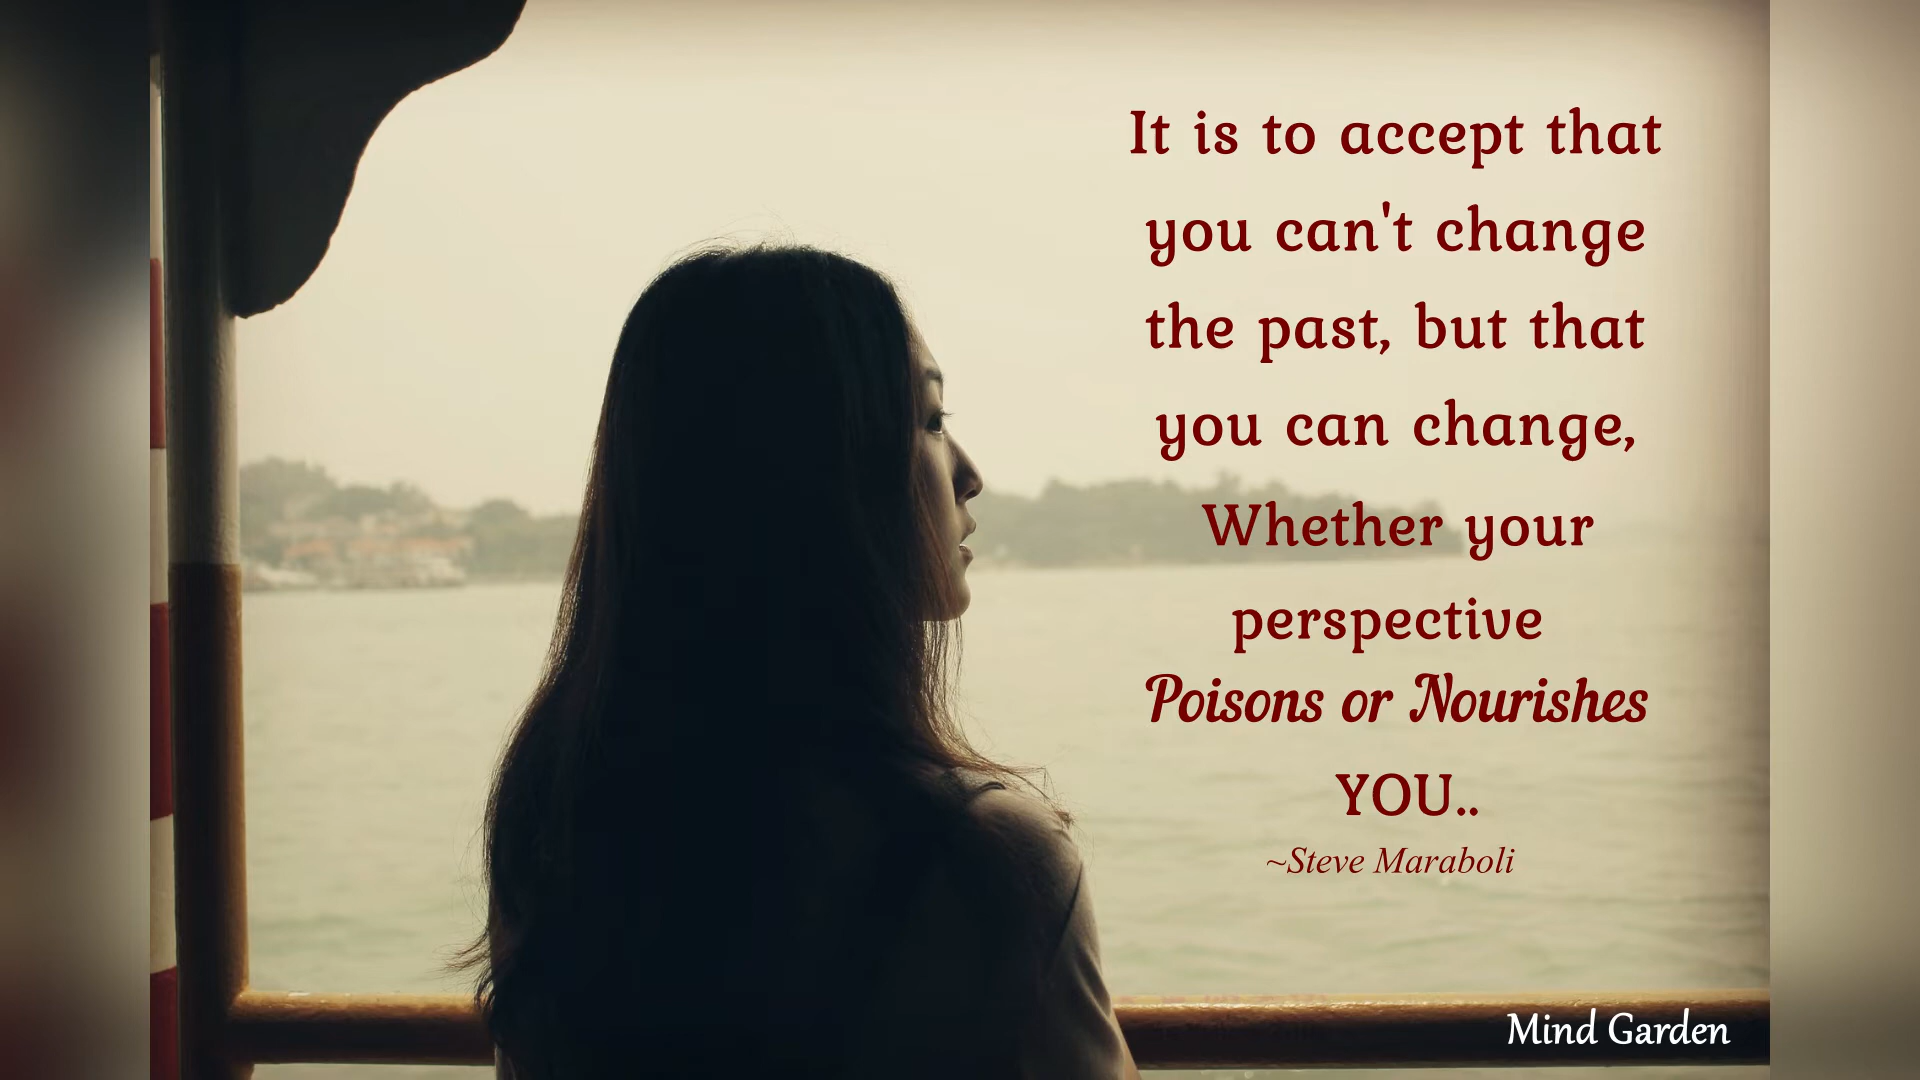 It is to accept that
you can't change
the past, but that
you can change,
Whether your
perspective
Poisons or Nourishes
YOU..
~Steve Maraboli
Mind Garden